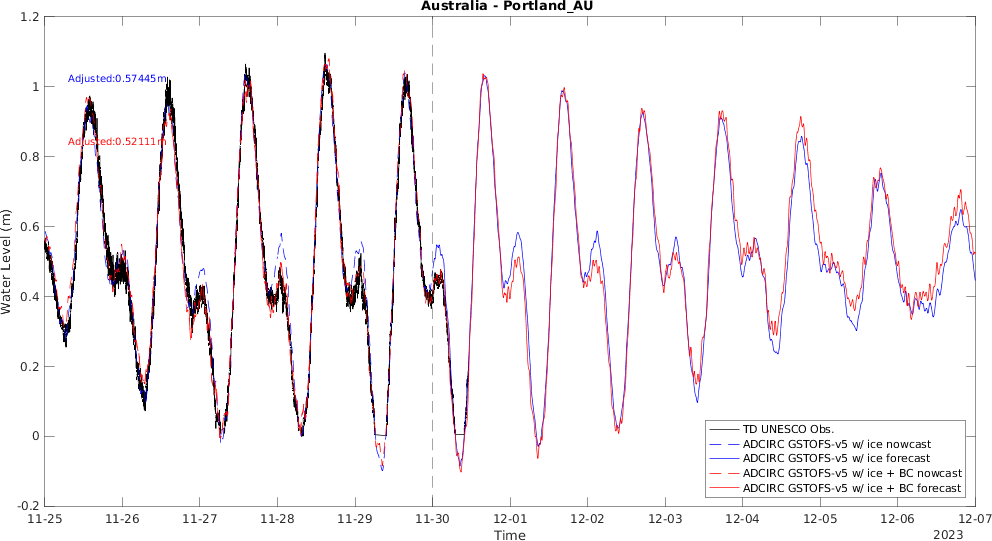 Australia - Portland_AU
1.2
1
0.8
0.6
0.4
0.2
0
-0.2
Water Level (m)
Adjusted:0.57445m
Adjusted:0.52111m
TD UNESCO Obs.
ADCIRC GSTOFS-v5 w/ ice nowcast
ADCIRC GSTOFS-v5 w/ ice forecast
ADCIRC GSTOFS-v5 w/ ice + BC nowcast
ADCIRC GSTOFS-v5 w/ ice + BC forecast
11-25 11-26 11-27 11-28 11-29 11-30 12-01 12-02 12-03 12-04 12-05 12-06 12-07
Time
2023